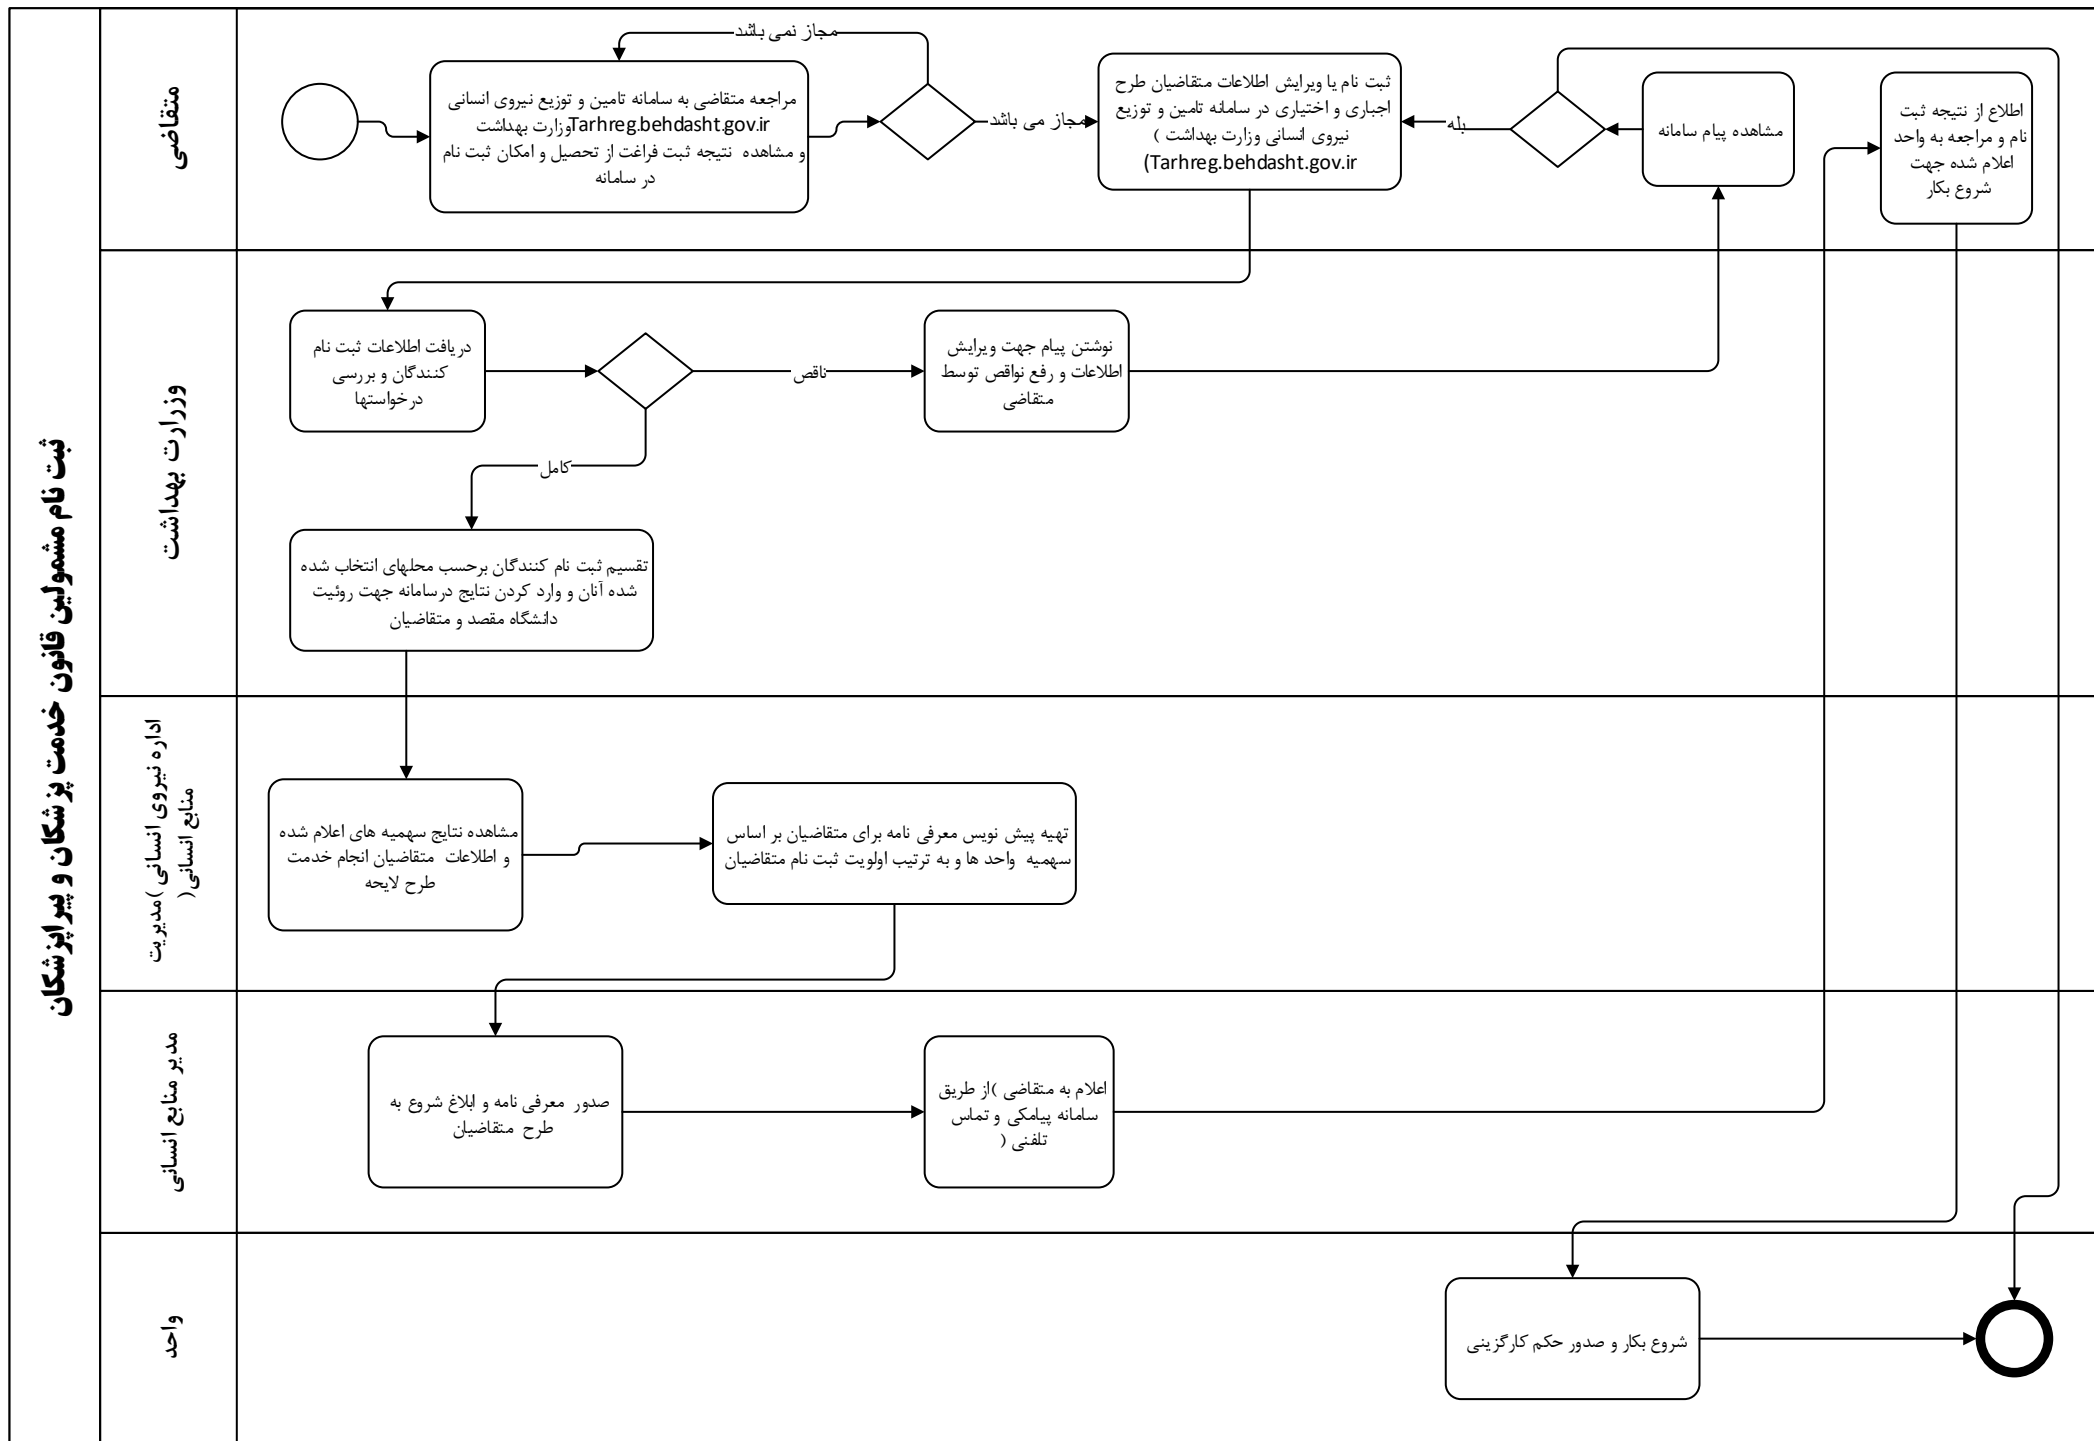 ثبت نام مشمولین قانون خدمت پزشکان و پیراپزشکان
متقاضی
مراجعه متقاضی به سامانه تامین و توزیع نیروی انسانی
وزارت بهداشت Tarhreg.behdasht.gov.ir
و مشاهده نتیجه ثبت فراغت از تحصیل و امکان ثبت نام
در سامانه
مجاز نمی باشد
مجاز می باشد
ثبت نام یا ویرایش اطلاعات متقاضیان طرح
اجباری و اختیاری در سامانه تامین و توزیع
نیروی انسانی وزارت بهداشت (
Tarhreg.behdasht.gov.ir)
بله
مشاهده پیام سامانه
اطلاع از نتیجه ثبت
نام و مراجعه به واحد
اعلام شده جهت
شروع بکار
وزرارت بهداشت
دریافت اطلاعات ثبت نام
کنندگان و بررسی
درخواستها
ناقص
نوشتن پیام جهت ویرایش
اطلاعات و رفع نواقص توسط
متقاضی
کامل
تقسیم ثبت نام کنندگان برحسب محلهای انتخاب شده
شده آنان و وارد کردن نتایج درسامانه جهت روئیت
دانشگاه مقصد و متقاضیان
اداره نیروی انسانی )مدیریت
منابع انسانی(
مشاهده نتایج سهمیه های اعلام شده
و اطلاعات متقاضیان انجام خدمت
طرح لایحه
تهیه پیش نویس معرفی نامه برای متقاضیان بر اساس
سهمیه واحد ها و به ترتیب اولویت ثبت نام متقاضیان
مدیر منابع انسانی
صدور معرفی نامه و ابلاغ شروع به
طرح متقاضیان
اعلام به متقاضی )از طریق
سامانه پیامکی و تماس
تلفنی (
واحد
شروع بکار و صدور حکم کارگزینی